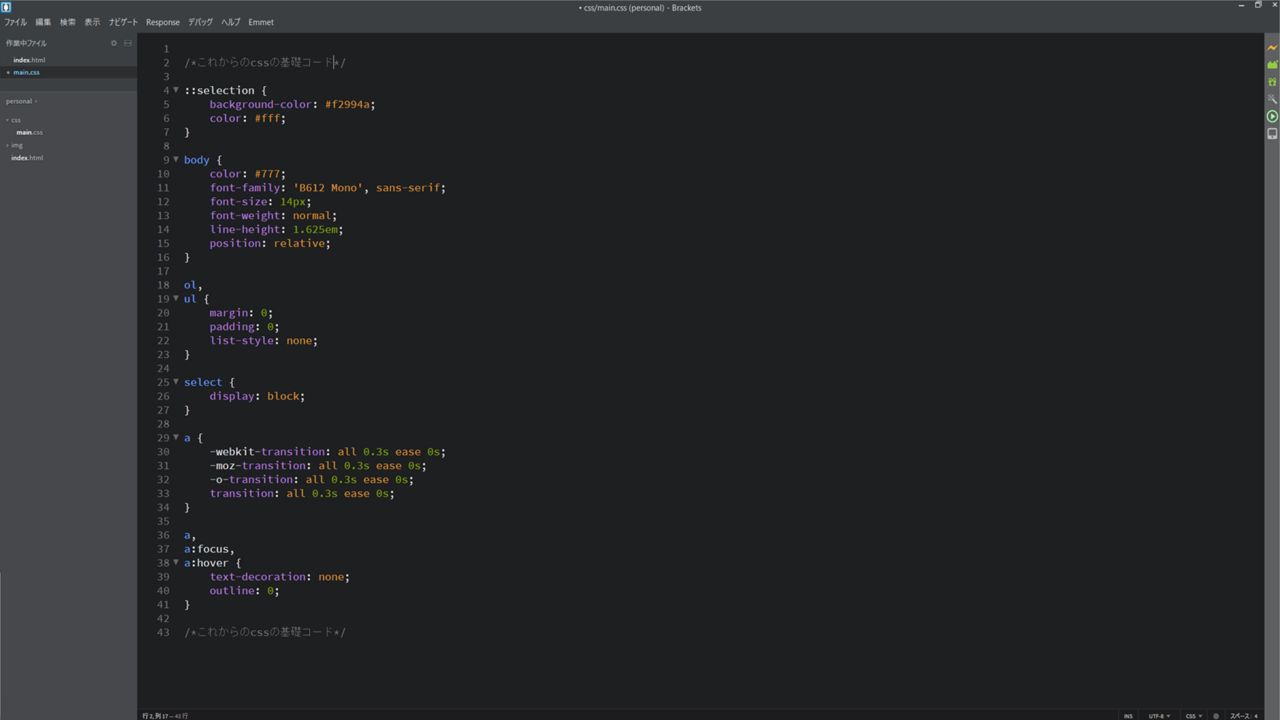 • css/main.css (personal) - Brackets
ファイル 編集 検索 表示 ナビゲート Response デバッグ ヘルプ Emmet
作業中ファイル
index.html
• main.css
personal
css
main.css
img
index.html
1
2 /*これからのcssの基礎コード*/
3
4 ::selection {
5 background-color: #f2994a;
6 color: #fff;
7 }
8
9 body {
10 color: #777;
11 font-family: 'B612 Mono', sans-serif;
12 font-size: 14px;
13 font-weight: normal;
14 line-height: 1.625em;
15 position: relative;
16 }
17
18 ol,
19 ul {
20 margin: 0;
21 padding: 0;
22 list-style: none;
23 }
24
25 select {
26 display: block;
27 }
28
29 a {
30 -webkit-transition: all 0.3s ease 0s;
31 -moz-transition: all 0.3s ease 0s;
32 -o-transition: all 0.3s ease 0s;
33 transition: all 0.3s ease 0s;
34 }
35
36 a,
37 a:focus,
38 a:hover {
39 text-decoration: none;
40 outline: 0;
41 }
42
43 /*これからのcssの基礎コード*/
行 2, 列 17 — 43 行 INS UTF-8 CSS スペース: 4